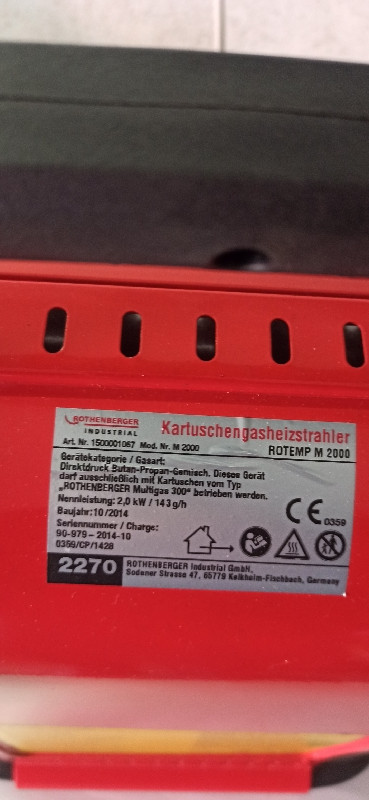 ROTHENBERGER
INDUSTRIAL
Kartuschengasheizstrahler
Art. Nr. 1500001067 Mod. Nr. M 2000
ROTEMP M 2000
Gerätekategorie / Gasart:
Direktdruck Butan-Propan-Gemisch. Dieses Gerät
darf ausschließlich mit Kartuschen vom Typ
„ROTHENBERGER Multigas 300" betrieben werden.
Nennleistung: 2,0 kW / 143 g/h
Baujahr: 10/2014
Seriennummer / Charge:
90-979-2014-10
0359/CP/1428
CE 0359
2270
ROTHENBERGER Industrial GmbH,
Sodener Strasse 47, 65779 Kelkheim-Fischbach, Germany